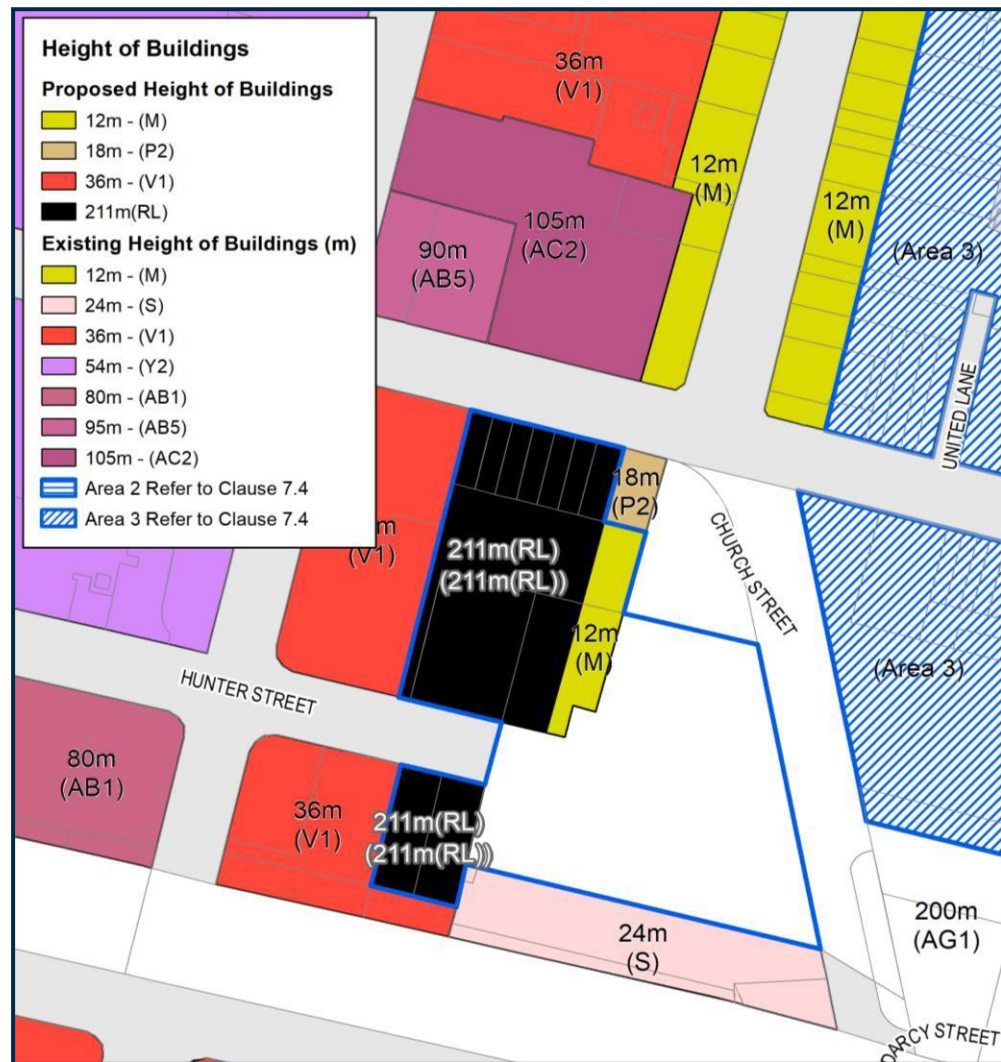 Height of Buildings
Proposed Height of Buildings
12m - (M)
18m - (P2)
36m - (V1)
211m(RL)
Existing Height of Buildings (m)
12m - (M)
24m - (S)
36m - (V1)
54m - (Y2)
80m - (AB1)
95m - (AB5)
105m - (AC2)
Area 2 Refer to Clause 7.4
Area 3 Refer to Clause 7.4
36m
(V1)
12m
(M)
12m
(M)
105m
(AC2)
90m
(AB5)
(Area 3)
UNITED LANE
18m
(P2)
m
(V1)
211m(RL)
(211m(RL))
CHURCH STREET
12m
(M)
(Area 3)
HUNTER STREET
80m
(AB1)
36m
(V1)
211m(RL)
(211m(RL))
24m
(S)
200m
(AG1)
DARCY STREET